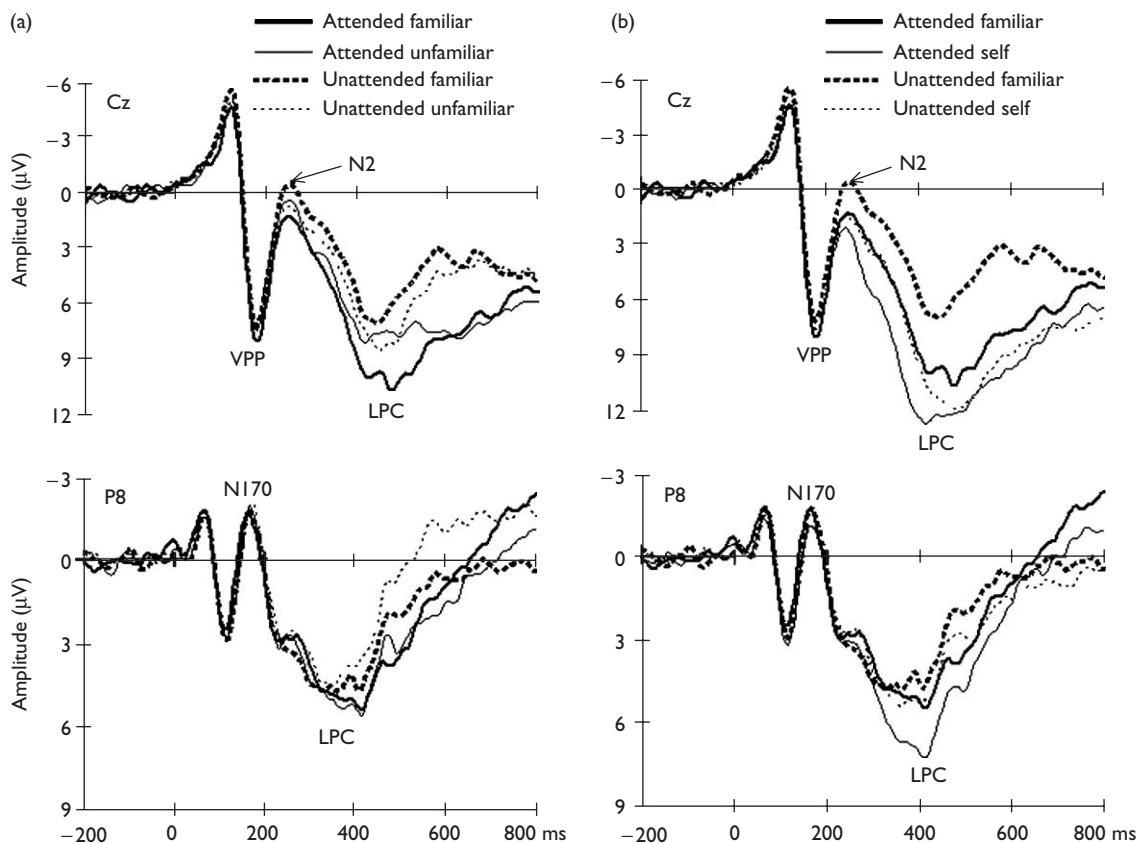 (a)
Attended familiar
Attended unfamiliar
Unattended familiar
Unattended unfamiliar
Cz
N2
Amplitude (μV)
−6
−3
0
3
6
9
12
VPP
LPC
P8
N170
Amplitude (μV)
−3
0
3
6
9
LPC
−200 0 200 400 600 800 ms
(b)
Attended familiar
Attended self
Unattended familiar
Unattended self
Cz
N2
−6
−3
0
3
6
9
12
VPP
LPC
P8
N170
−3
0
3
6
9
LPC
−200 0 200 400 600 800 ms